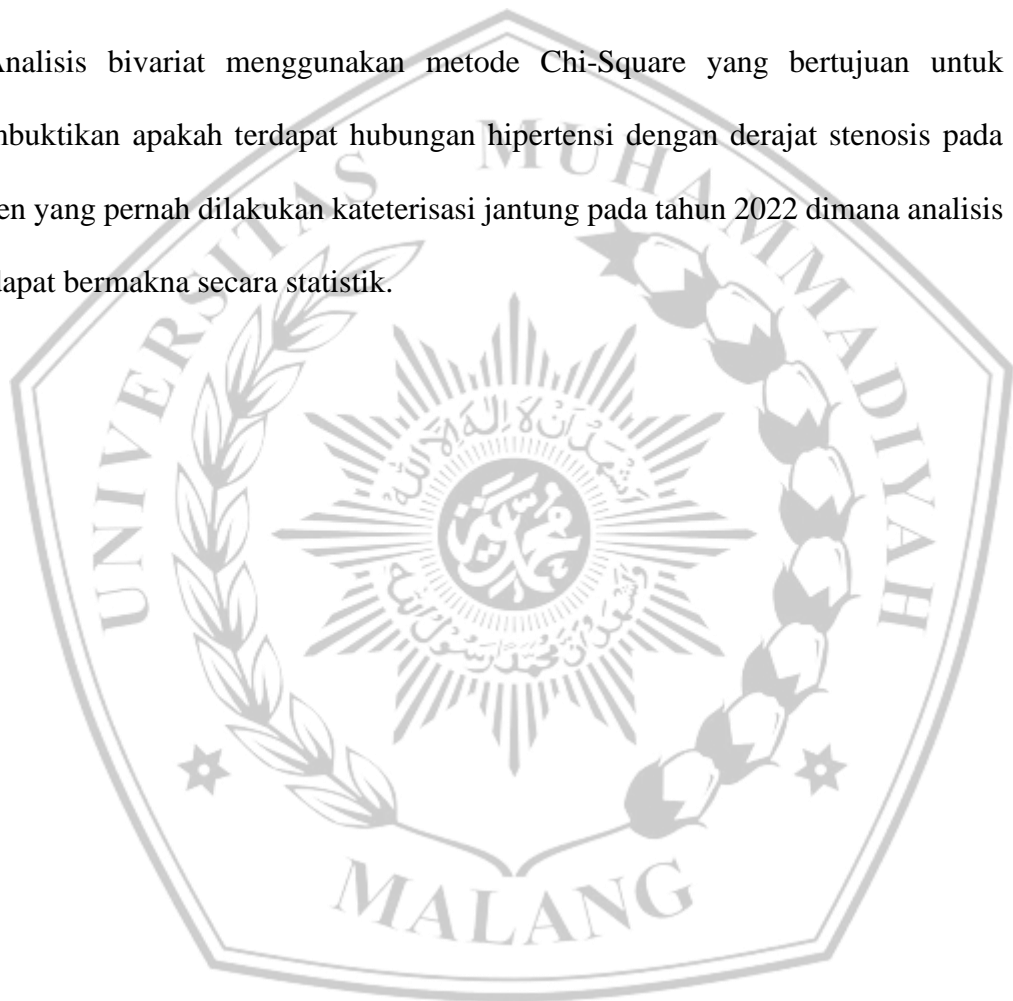 Analisis bivariat menggunakan metode Chi-Square yang bertujuan untuk
nbuktikan apakah terdapat hubungan hipertensi dengan derajat stenosis pada
en yang pernah dilakukan kateterisasi jantung pada tahun 2022 dimana analisis
dapat bermakna secara statistik.
UNIVERSITAS MUHAMMADIYAH
MALANG